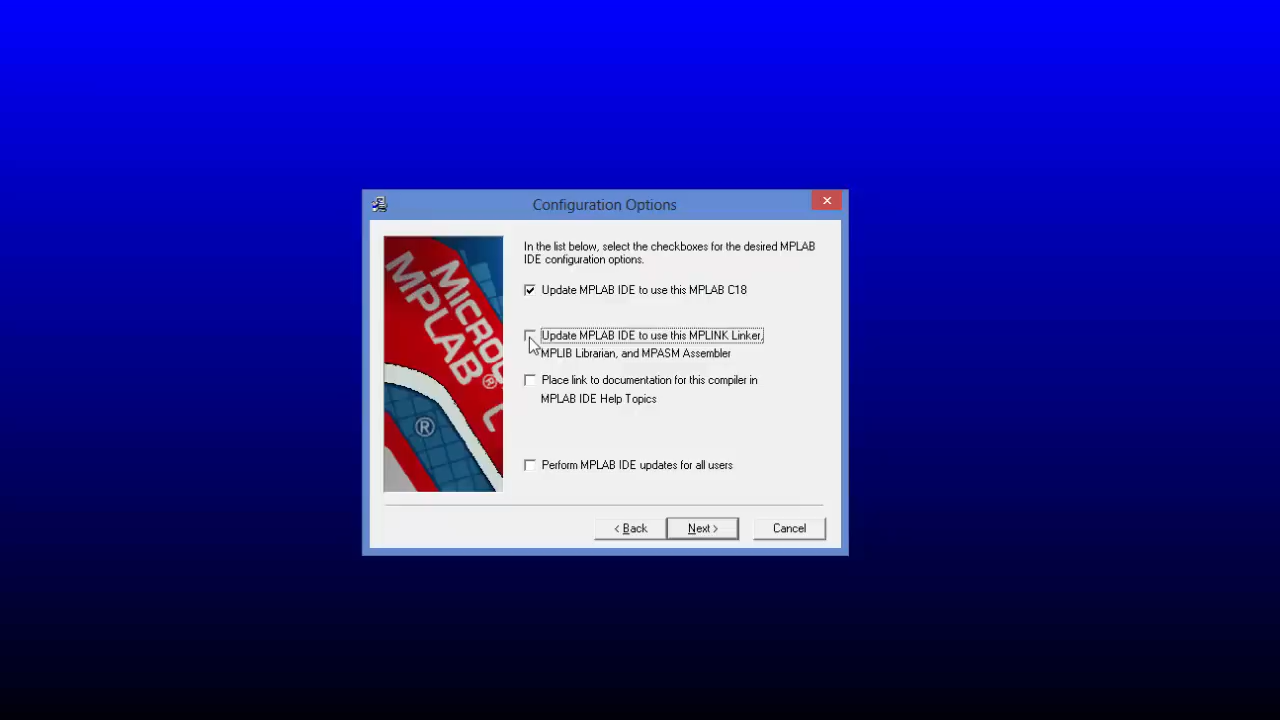 Configuration Options
In the list below, select the checkboxes for the desired MPLAB
IDE configuration options.
Update MPLAB IDE to use this MPLAB C18
Update MPLAB IDE to use this MPLINK Linker,
MPLIB Librarian, and MPASM Assembler
Place link to documentation for this compiler in
MPLAB IDE Help Topics
Perform MPLAB IDE updates for all users
< Back
Next >
Cancel
MICROC
MPLAB® C
®